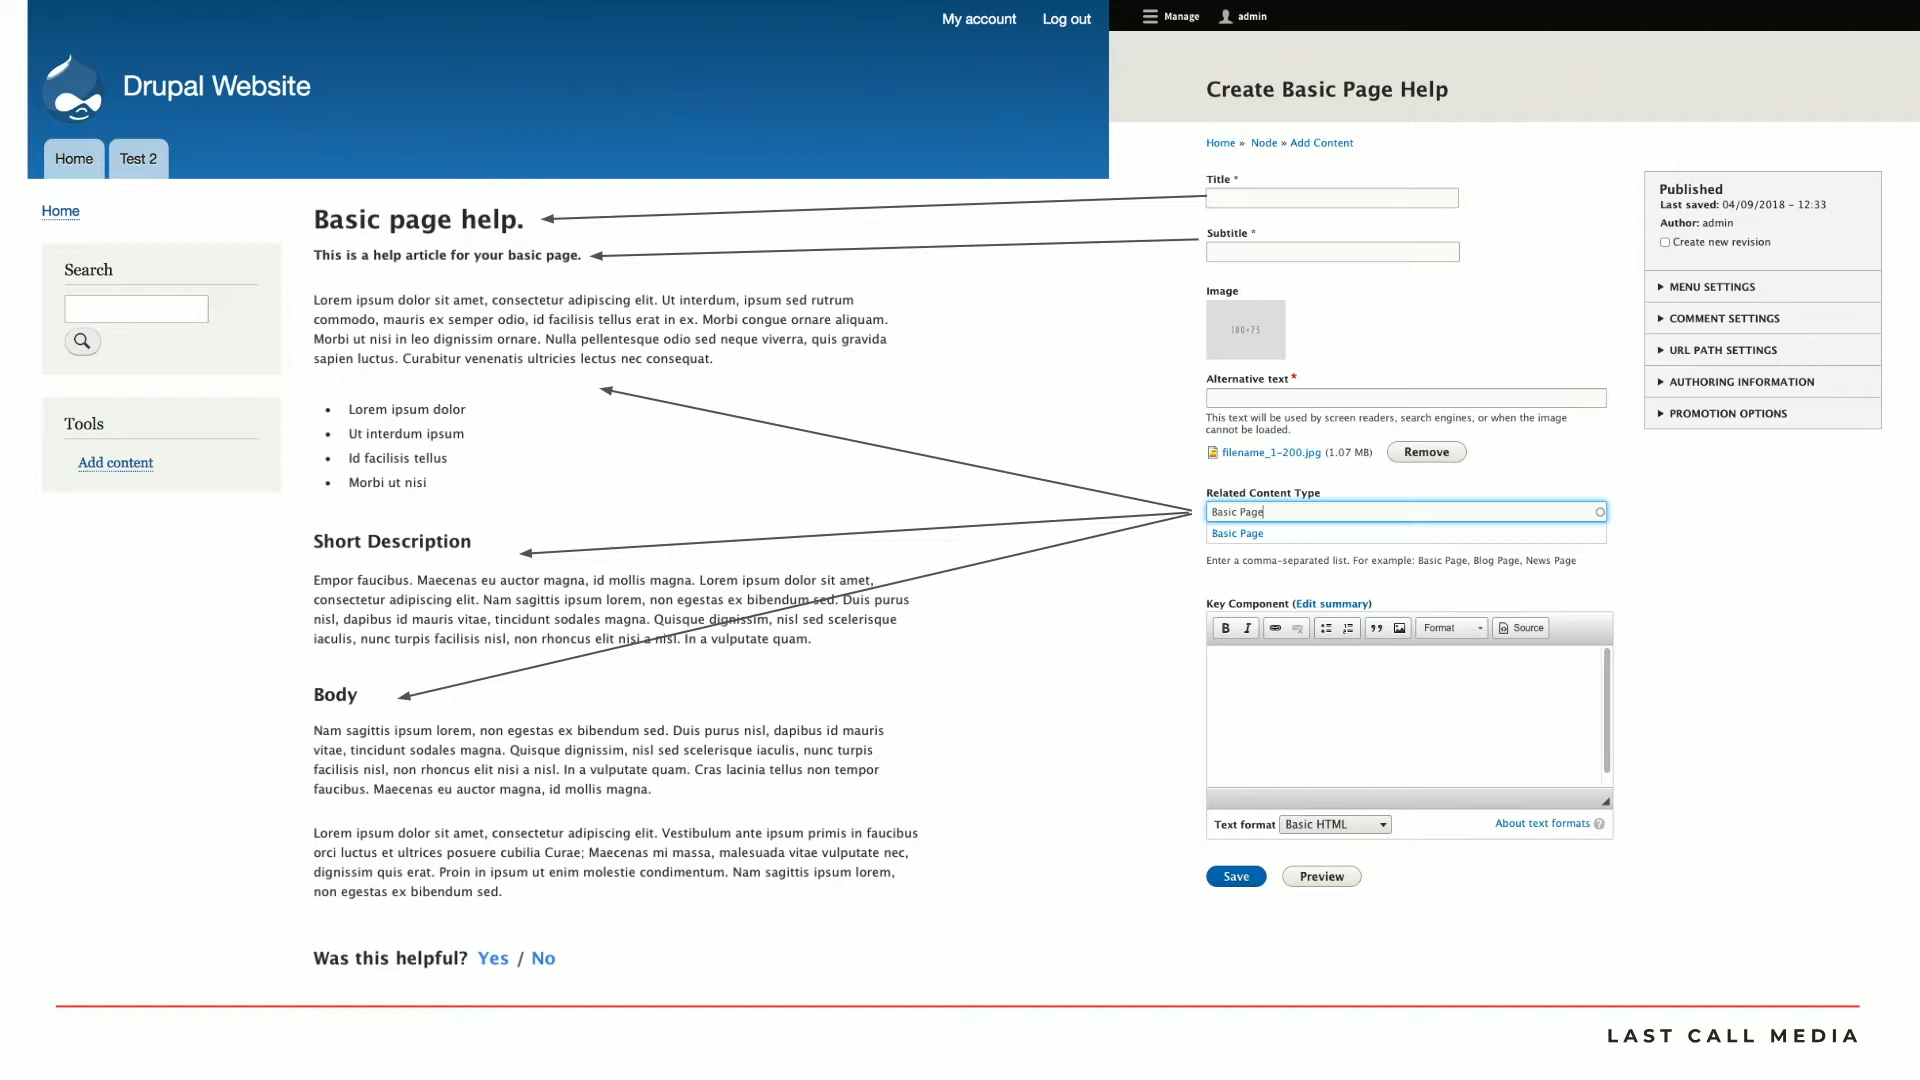 My account
Log out
Drupal Website
Home
Test 2
Home
Search
Tools
Add content
Basic page help.
This is a help article for your basic page.
Lorem ipsum dolor sit amet, consectetur adipiscing elit. Ut interdum, ipsum sed rutrum
commodo, mauris ex semper odio, id facilisis tellus erat in ex. Morbi congue ornare aliquam.
Morbi ut nisi in leo dignissim ornare. Nulla pellentesque odio sed neque viverra, quis gravida
sapien luctus. Curabitur venenatis ultricies lectus nec consequat.
• Lorem ipsum dolor
• Ut interdum ipsum
• Id facilisis tellus
• Morbi ut nisi
Short Description
Empor faucibus. Maecenas eu auctor magna, id mollis magna. Lorem ipsum dolor sit amet,
consectetur adipiscing elit. Nam sagittis ipsum lorem, non egestas ex bibendum sed. Duis purus
nisl, dapibus id mauris vitae, tincidunt sodales magna. Quisque dignissim, nisl sed scelerisque
iaculis, nunc turpis facilisis nisl, non rhoncus elit nisi a nisl. In a vulputate quam.
Body
Nam sagittis ipsum lorem, non egestas ex bibendum sed. Duis purus nisl, dapibus id mauris
vitae, tincidunt sodales magna. Quisque dignissim, nisl sed scelerisque iaculis, nunc turpis
facilisis nisl, non rhoncus elit nisi a nisl. In a vulputate quam. Cras lacinia tellus non tempor
faucibus. Maecenas eu auctor magna, id mollis magna.
Lorem ipsum dolor sit amet, consectetur adipiscing elit. Vestibulum ante ipsum primis in faucibus
orci luctus et ultrices posuere cubilia Curae; Maecenas mi massa, malesuada vitae vulputate nec,
dignissim quis erat. Proin in ipsum ut enim molestie condimentum. Nam sagittis ipsum lorem,
non egestas ex bibendum sed.
Was this helpful? Yes / No
Manage
admin
Create Basic Page Help
Home » Node » Add Content
Title *
Subtitle *
Image
100×75
Alternative text *
This text will be used by screen readers, search engines, or when the image
cannot be loaded.
filename_1-200.jpg (1.07 MB)
Remove
Related Content Type
Basic Page
Basic Page
Enter a comma-separated list. For example: Basic Page, Blog Page, News Page
Key Component (Edit summary)
B I Format Source
Text format Basic HTML
About text formats ?
Save
Preview
Published
Last saved: 04/09/2018 - 12:33
Author: admin
Create new revision
MENU SETTINGS
COMMENT SETTINGS
URL PATH SETTINGS
AUTHORING INFORMATION
PROMOTION OPTIONS
LAST CALL MEDIA